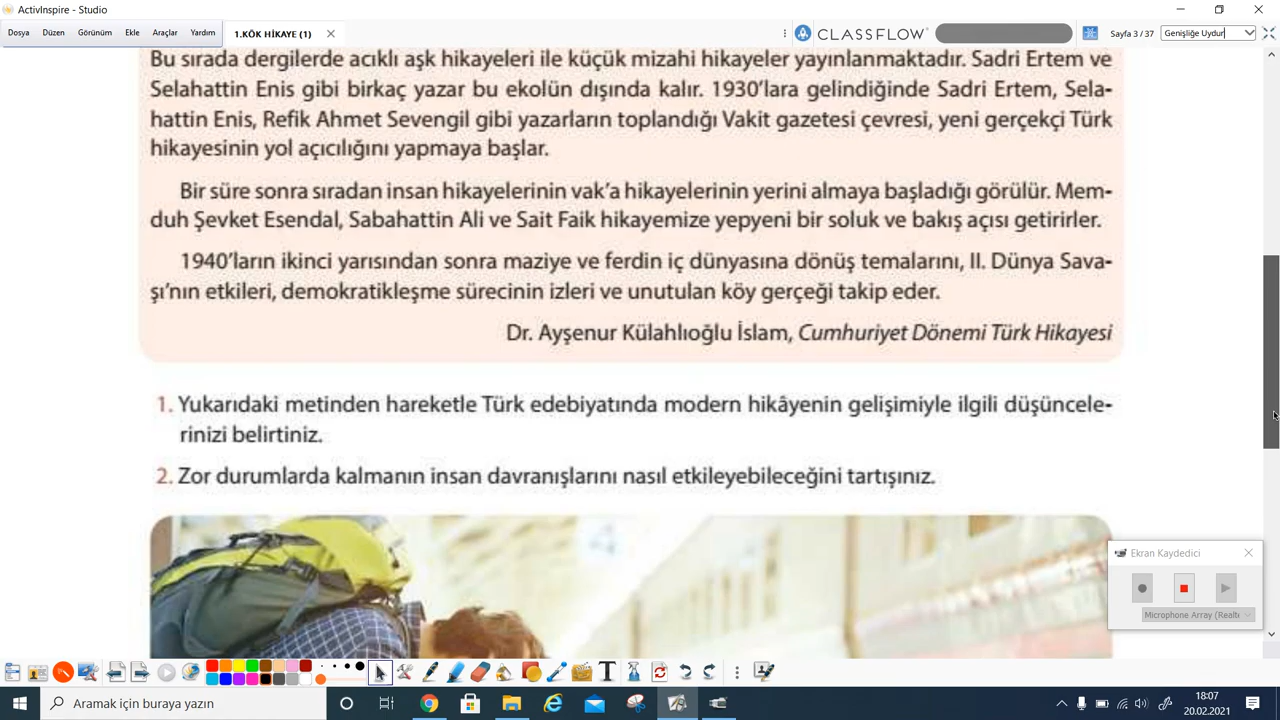 ActivInspire - Studio
Dosya Düzen Görünüm Ekle Araçlar Yardım
1.KÖK HİKAYE (1)
CLASSFLOW
Sayfa 3 / 37
Genişliğe Uydur
Bu sırada dergilerde acıklı aşk hikayeleri ile küçük mizahi hikayeler yayınlanmaktadır. Sadri Ertem ve
Selahattin Enis gibi birkaç yazar bu ekolün dışında kalır. 1930’lara gelindiğinde Sadri Ertem, Sela-
hattin Enis, Refik Ahmet Sevengil gibi yazarların toplandığı Vakit gazetesi çevresi, yeni gerçekçi Türk
hikayesinin yol açıcılığını yapmaya başlar.
Bir süre sonra sıradan insan hikayelerinin vak’a hikayelerinin yerini almaya başladığı görülür. Mem-
duh Şevket Esendal, Sabahattin Ali ve Sait Faik hikayemize yepyeni bir soluk ve bakış açısı getirirler.
1940’ların ikinci yarısından sonra maziye ve ferdin iç dünyasına dönüş temalarını, II. Dünya Sava-
şı’nın etkileri, demokratikleşme sürecinin izleri ve unutulan köy gerçeği takip eder.
Dr. Ayşenur Külahlıoğlu İslam, Cumhuriyet Dönemi Türk Hikayesi
1. Yukarıdaki metinden hareketle Türk edebiyatında modern hikâyenin gelişimiyle ilgili düşüncele-
rinizi belirtiniz.
2. Zor durumlarda kalmanın insan davranışlarını nasıl etkileyebileceğini tartışınız.
Ekran Kaydedici
Microphone Array (Realte
Aramak için buraya yazın
18:07
20.02.2021